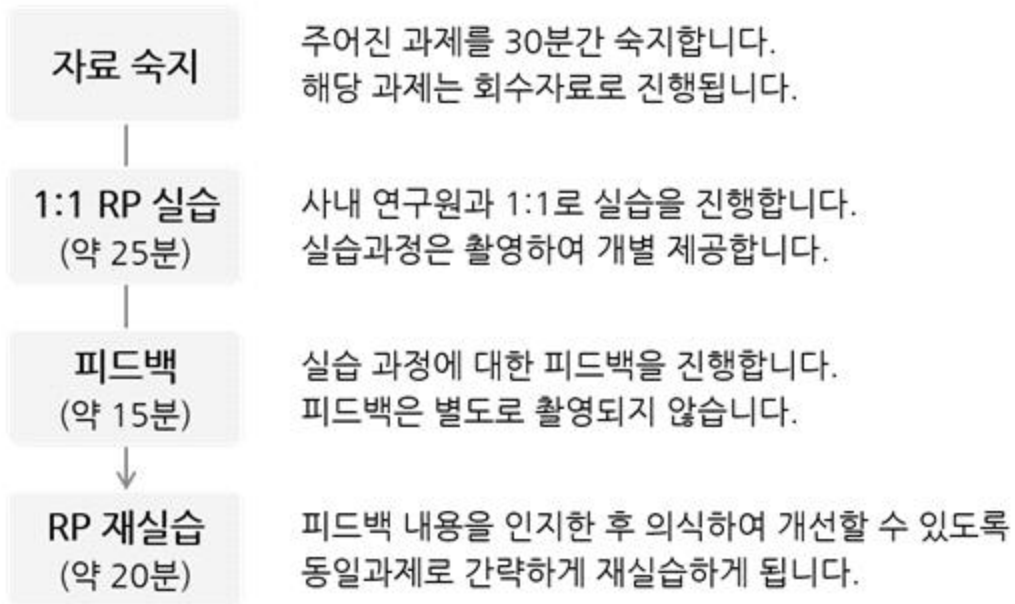 자료 숙지
주어진 과제를 30분간 숙지합니다.
해당 과제는 회수자료로 진행됩니다.
1:1 RP 실습
(약 25분)
사내 연구원과 1:1로 실습을 진행합니다.
실습과정은 촬영하여 개별 제공합니다.
피드백
(약 15분)
실습 과정에 대한 피드백을 진행합니다.
피드백은 별도로 촬영되지 않습니다.
RP 재실습
(약 20분)
피드백 내용을 인지한 후 의식하여 개선할 수 있도록
동일과제로 간략하게 재실습하게 됩니다.